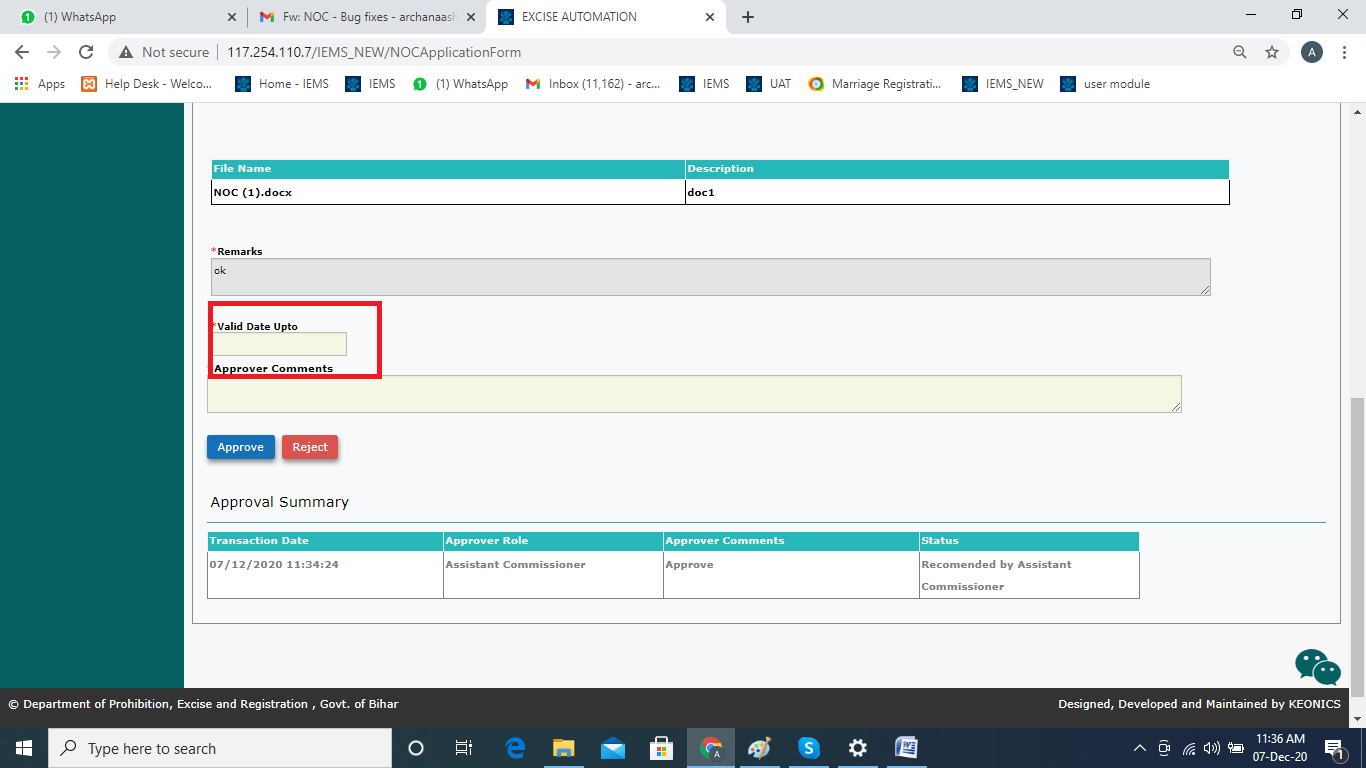 (1) WhatsApp
Fw: NOC - Bug fixes - archanaash
EXCISE AUTOMATION
Not secure
117.254.110.7/IEMS_NEW/NOCApplicationForm
A
Apps
Help Desk - Welco...
Home - IEMS
IEMS
(1) WhatsApp
Inbox (11,162) - arc...
IEMS
UAT
Marriage Registrati...
IEMS_NEW
user module
File Name Description
NOC (1).docx doc1
*Remarks
ok
*Valid Date Upto
Approver Comments
Approve Reject
Approval Summary
Transaction Date Approver Role Approver Comments Status
07/12/2020 11:34:24 Assistant Commissioner Approve Recomended by Assistant
Commissioner
© Department of Prohibition, Excise and Registration , Govt. of Bihar
Designed, Developed and Maintained by KEONICS
Type here to search
11:36 AM
07-Dec-20
1